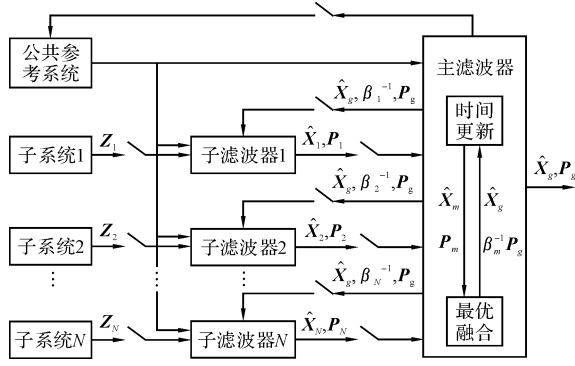 公共参
考系统
主滤波器
X̂g, β₁⁻¹, Pg
时间
更新
子系统1
Z₁
子滤波器1
X̂₁, P₁
X̂g, β₂⁻¹, Pg
X̂m
X̂g
X̂g, Pg
子系统2
Z₂
子滤波器2
X̂₂, P₂
Pm
βm⁻¹Pg
X̂g, βN⁻¹, Pg
最优
融合
子系统N
ZN
子滤波器N
X̂N, PN